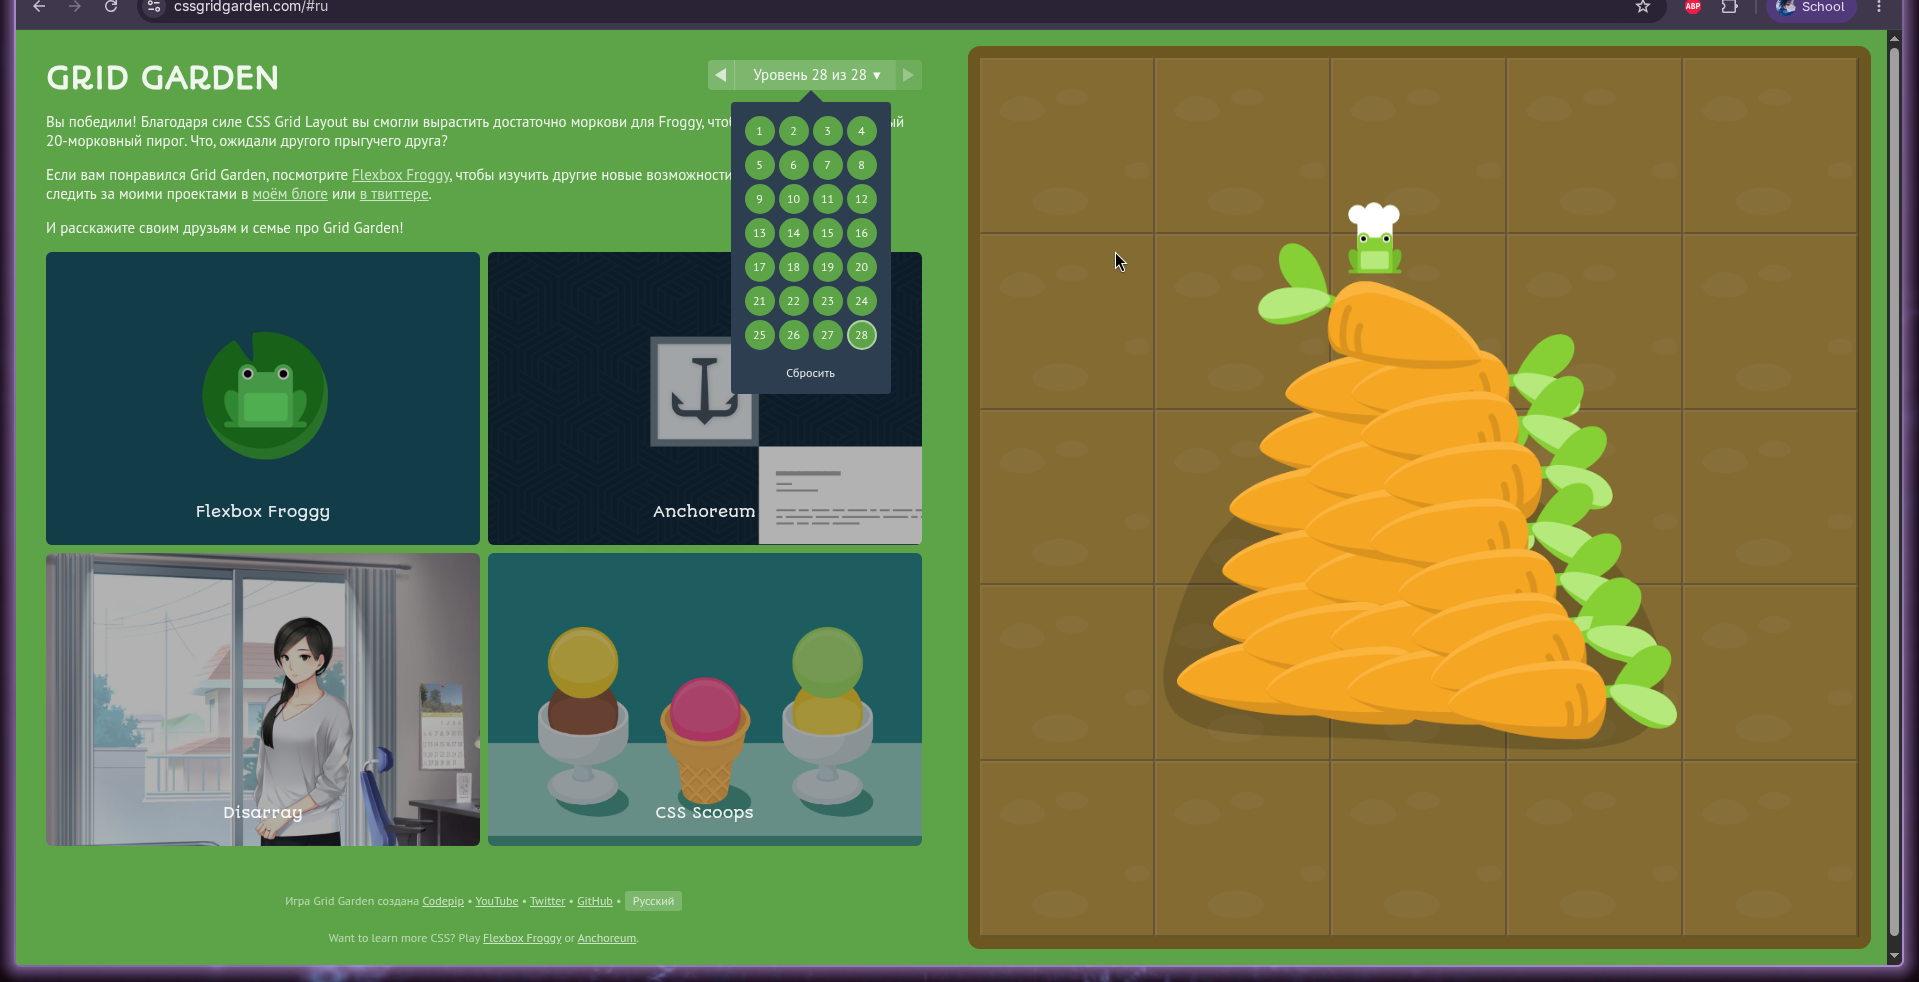 cssgridgarden.com/#ru
ABP
School
GRID GARDEN
Уровень 28 из 28 ▾
Вы победили! Благодаря силе CSS Grid Layout вы смогли вырастить достаточно моркови для Froggy,
20-морковный пирог. Что, ожидали другого прыгучего друга?
Если вам понравился Grid Garden, посмотрите Flexbox Froggy, чтобы изучить другие новые возможности
следить за моими проектами в моём блоге или в твиттере.
И расскажите своим друзьям и семье про Grid Garden!
1 2 3 4
5 6 7 8
9 10 11 12
13 14 15 16
17 18 19 20
21 22 23 24
25 26 27 28
Сбросить
Flexbox Froggy
Anchoreum
Disarray
CSS Scoops
Игра Grid Garden создана Codepip • YouTube • Twitter • GitHub • Русский
Want to learn more CSS? Play Flexbox Froggy or Anchoreum.